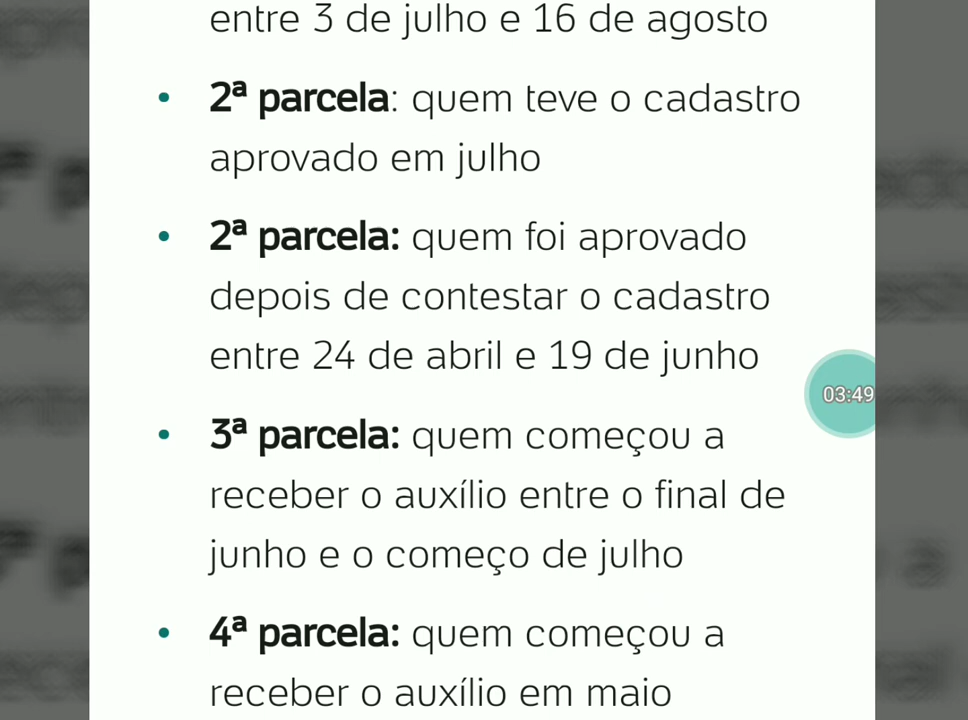 entre 3 de julho e 16 de agosto
• 2ª parcela: quem teve o cadastro
aprovado em julho
• 2ª parcela: quem foi aprovado
depois de contestar o cadastro
entre 24 de abril e 19 de junho
03:49
• 3ª parcela: quem começou a
receber o auxílio entre o final de
junho e o começo de julho
• 4ª parcela: quem começou a
receber o auxílio em maio